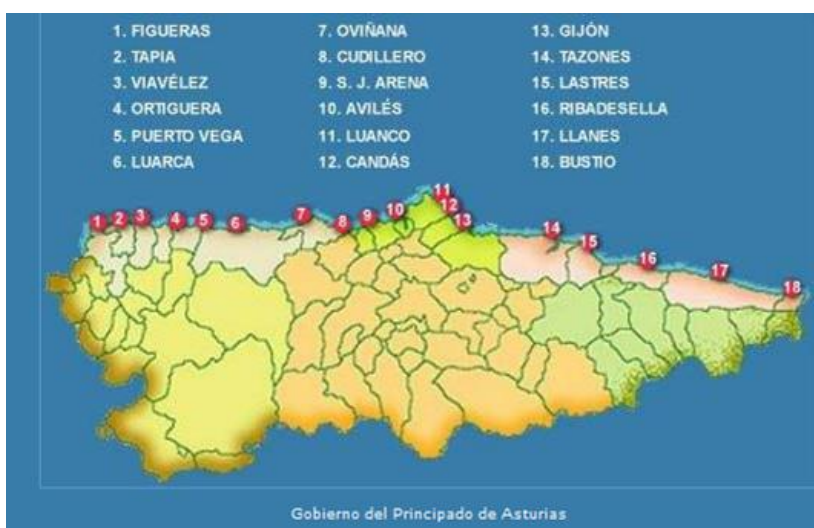 1. FIGUERAS
2. TAPIA
3. VIAVÉLEZ
4. ORTIGUERA
5. PUERTO VEGA
6. LUARCA
7. OVIÑANA
8. CUDILLERO
9. S. J. ARENA
10. AVILÉS
11. LUANCO
12. CANDÁS
13. GIJÓN
14. TAZONES
15. LASTRES
16. RIBADESELLA
17. LLANES
18. BUSTIO
1 2 3 4 5 6 7 8 9 10 11 12 13 14 15 16 17 18
Gobierno del Principado de Asturias